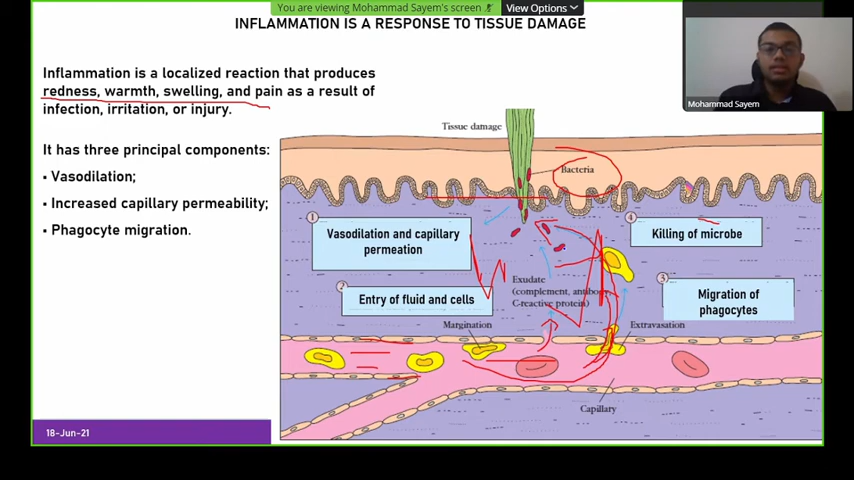 You are viewing Mohammad Sayem's screen
View Options
INFLAMMATION IS A RESPONSE TO TISSUE DAMAGE
Mohammad Sayem
Inflammation is a localized reaction that produces
redness, warmth, swelling, and pain as a result of
infection, irritation, or injury.
It has three principal components:
▪ Vasodilation;
▪ Increased capillary permeability;
▪ Phagocyte migration.
Tissue damage
Bacteria
1
Vasodilation and capillary
permeation
4
Killing of microbe
2
Entry of fluid and cells
Exudate
(complement, antibody,
C-reactive protein)
3
Migration of
phagocytes
Margination
Extravasation
Capillary
18-Jun-21